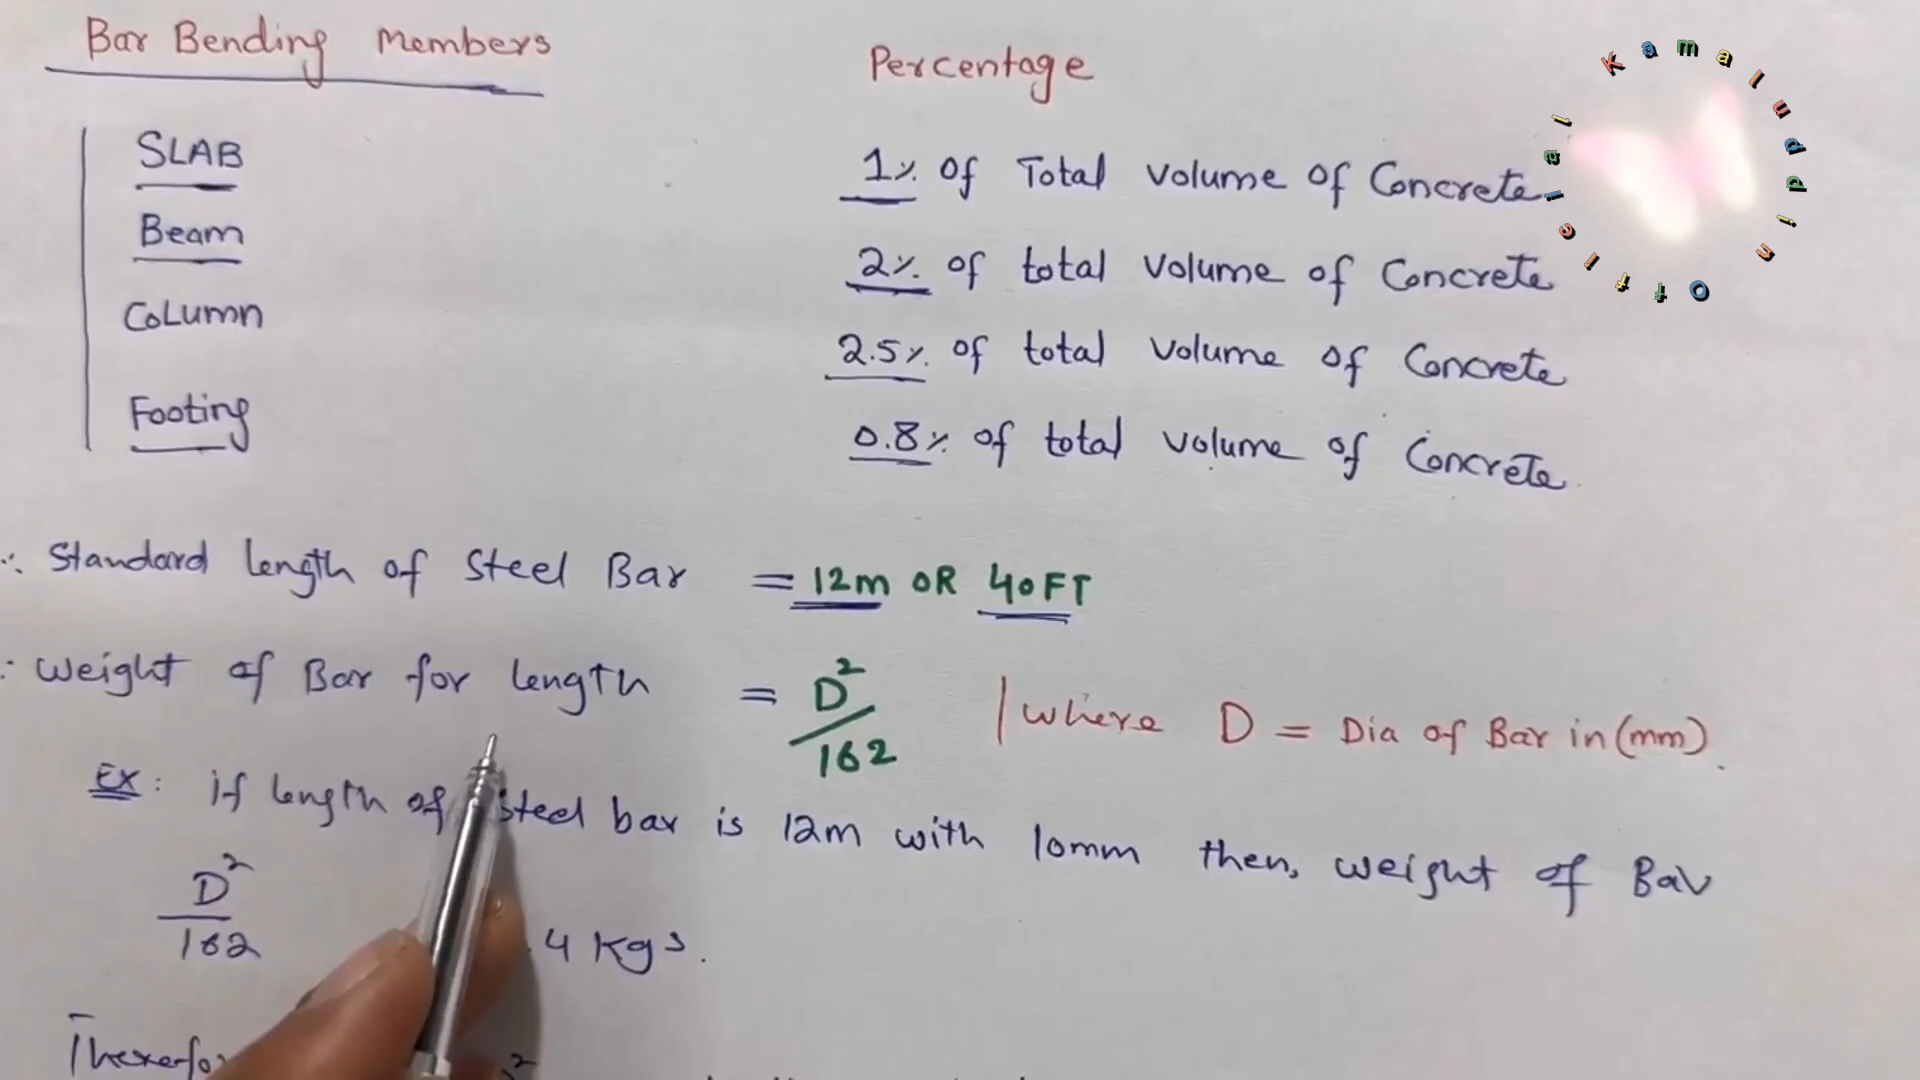 Bar Bending Members
Percentage
SLAB
1% of Total volume of Concrete
Beam
2% of total volume of Concrete
Column
2.5% of total volume of Concrete
Footing
0.8% of total volume of Concrete
Kamaluddin Ottieial
∴ Standard length of Steel Bar = 12m OR 40FT
∴ Weight of Bar for length = D²/162 | where D = Dia of Bar in (mm).
EX: if length of steel bar is 12m with 10mm then, weight of Bar
D²/162 .4 Kgs.